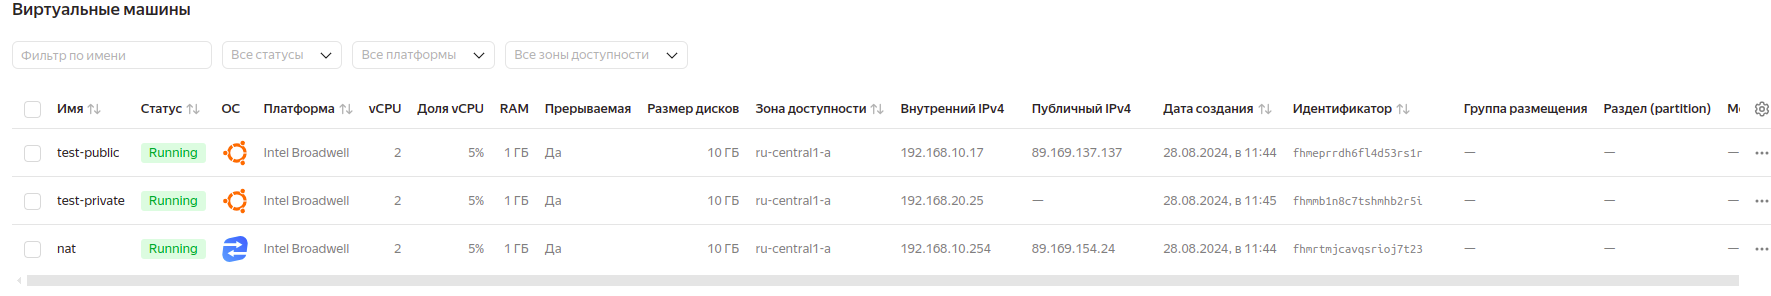 Виртуальные машины
Фильтр по имени Все статусы Все платформы Все зоны доступности
Имя Статус ОС Платформа vCPU Доля vCPU RAM Прерываемая Размер дисков Зона доступности Внутренний IPv4 Публичный IPv4 Дата создания Идентификатор Группа размещения Раздел (partition)
test-public Running Intel Broadwell 2 5% 1 ГБ Да 10 ГБ ru-central1-a 192.168.10.17 89.169.137.137 28.08.2024, в 11:44 fhmeprrdh6fl4d53rs1r — — —
test-private Running Intel Broadwell 2 5% 1 ГБ Да 10 ГБ ru-central1-a 192.168.20.25 — 28.08.2024, в 11:45 fhmmb1n8c7tshmhb2r5i — — —
nat Running Intel Broadwell 2 5% 1 ГБ Да 10 ГБ ru-central1-a 192.168.10.254 89.169.154.24 28.08.2024, в 11:44 fhmrtmjcavqsrioj7t23 — — —